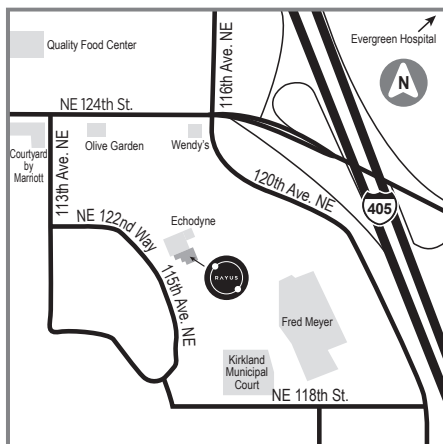 Evergreen Hospital
Quality Food Center
N
116th Ave. NE
NE 124th St.
Courtyard
by
Marriott
Olive Garden
Wendy's
113th Ave. NE
120th Ave. NE
405
NE 122nd Way
Echodyne
115th Ave. NE
RAYUS
Fred Meyer
Kirkland
Municipal
Court
NE 118th St.